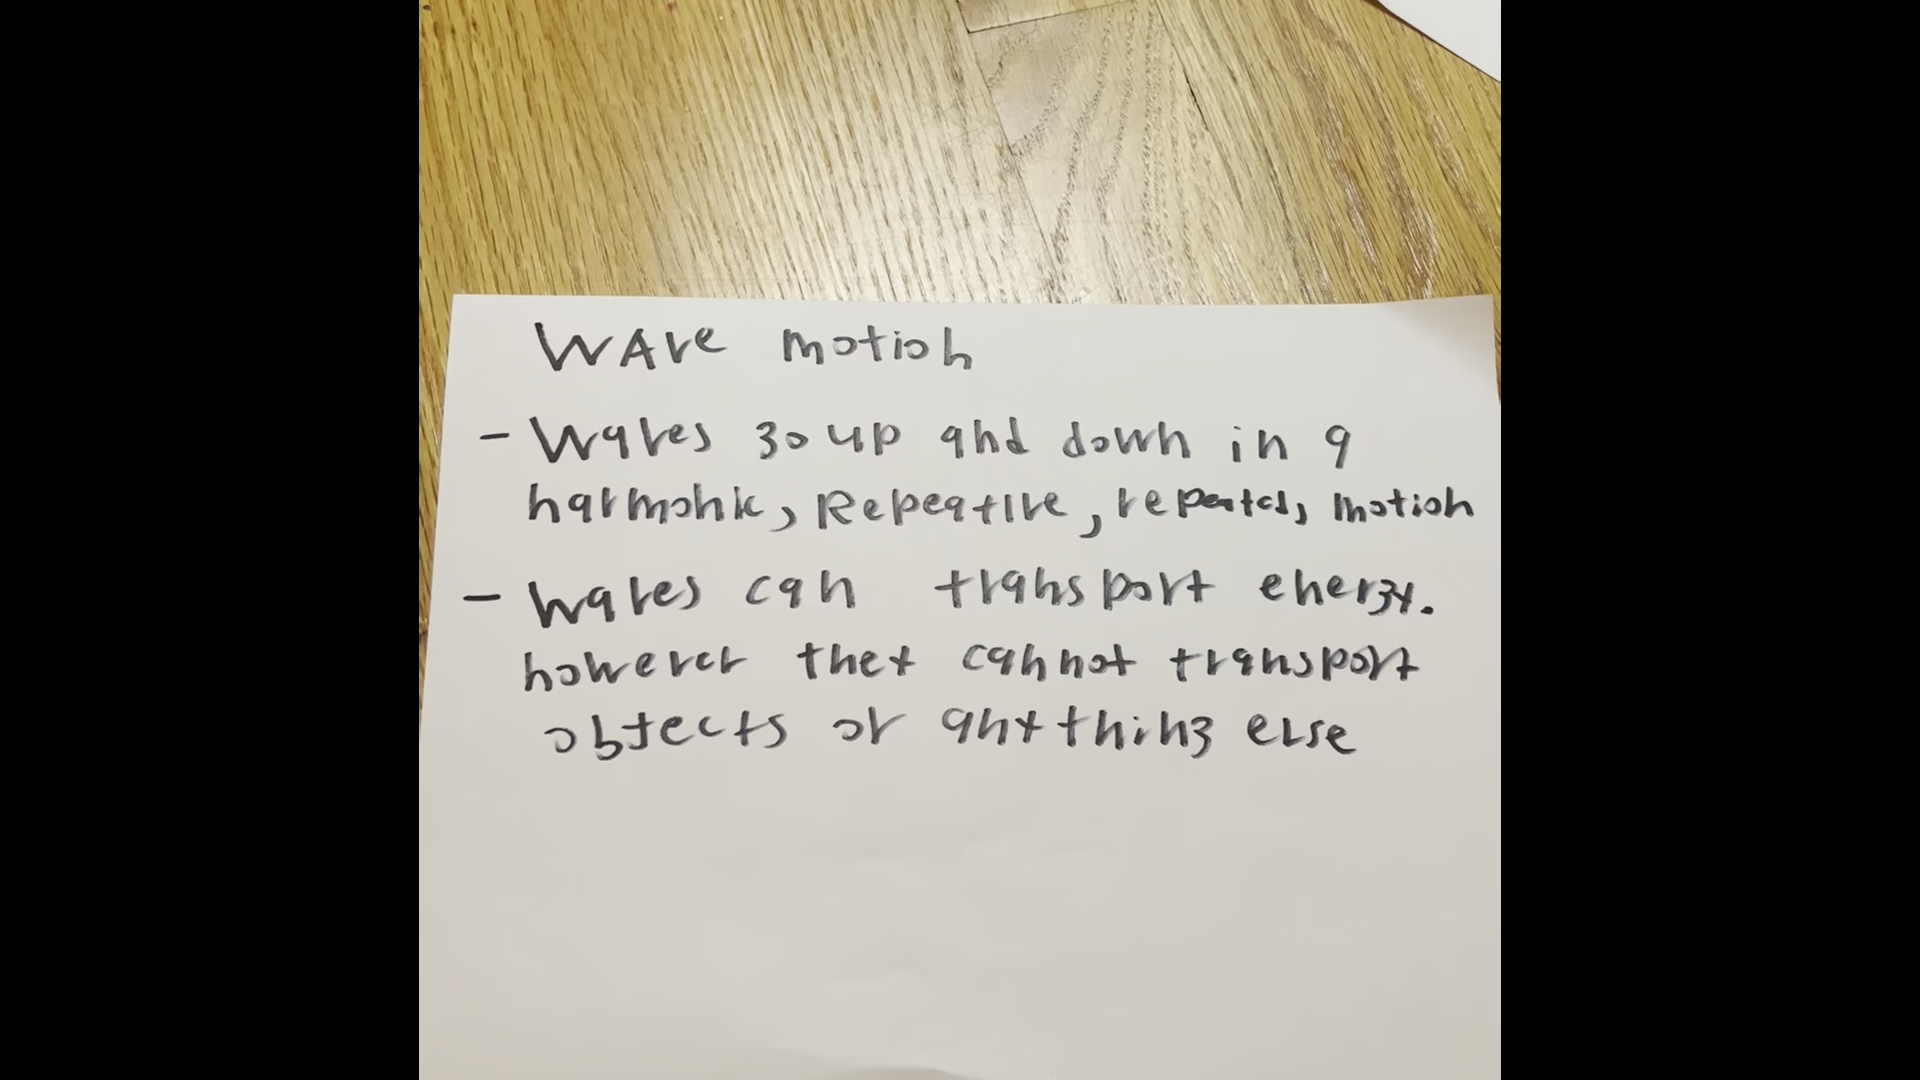 Wave motion
- Waves go up and down in a
harmonic, Repeative, repeated, motion
- Waves can transport energy.
however they cannot transport
objects or anything else